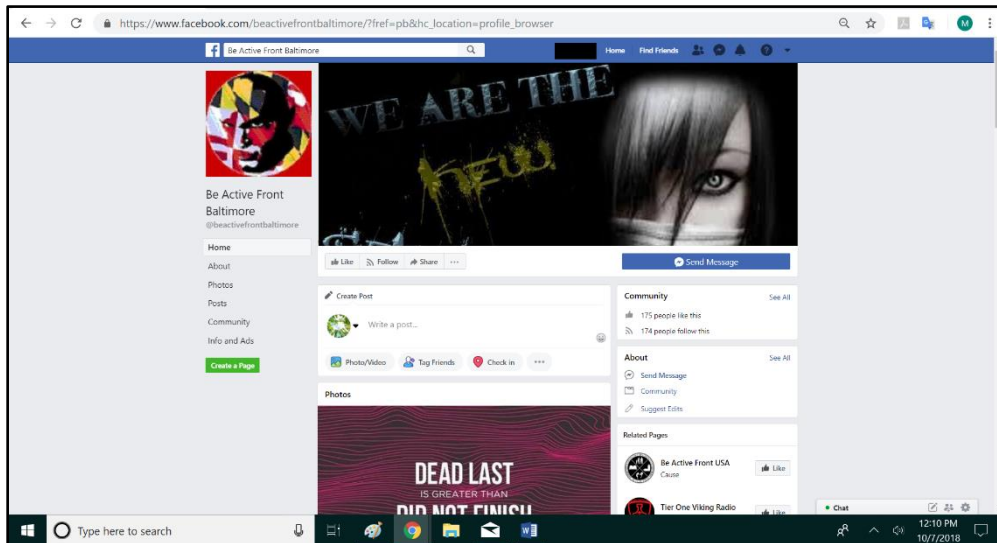 https://www.facebook.com/beactivefrontbaltimore/?fref=pb&hc_location=profile_browser
M
Be Active Front Baltimore
Home
Find Friends
WE ARE THE
NEW
Be Active Front
Baltimore
@beactivefrontbaltimore
Home
About
Photos
Posts
Community
Info and Ads
Create a Page
Like
Follow
Share
Send Message
Create Post
Write a post...
Photo/Video
Tag Friends
Check in
Photos
DEAD LAST
IS GREATER THAN
DID NOT FINISH
Community
See All
175 people like this
174 people follow this
About
See All
Send Message
Community
Suggest Edits
Related Pages
Be Active Front USA
Cause
Like
Tier One Viking Radio
Like
Chat
Type here to search
12:10 PM
10/7/2018